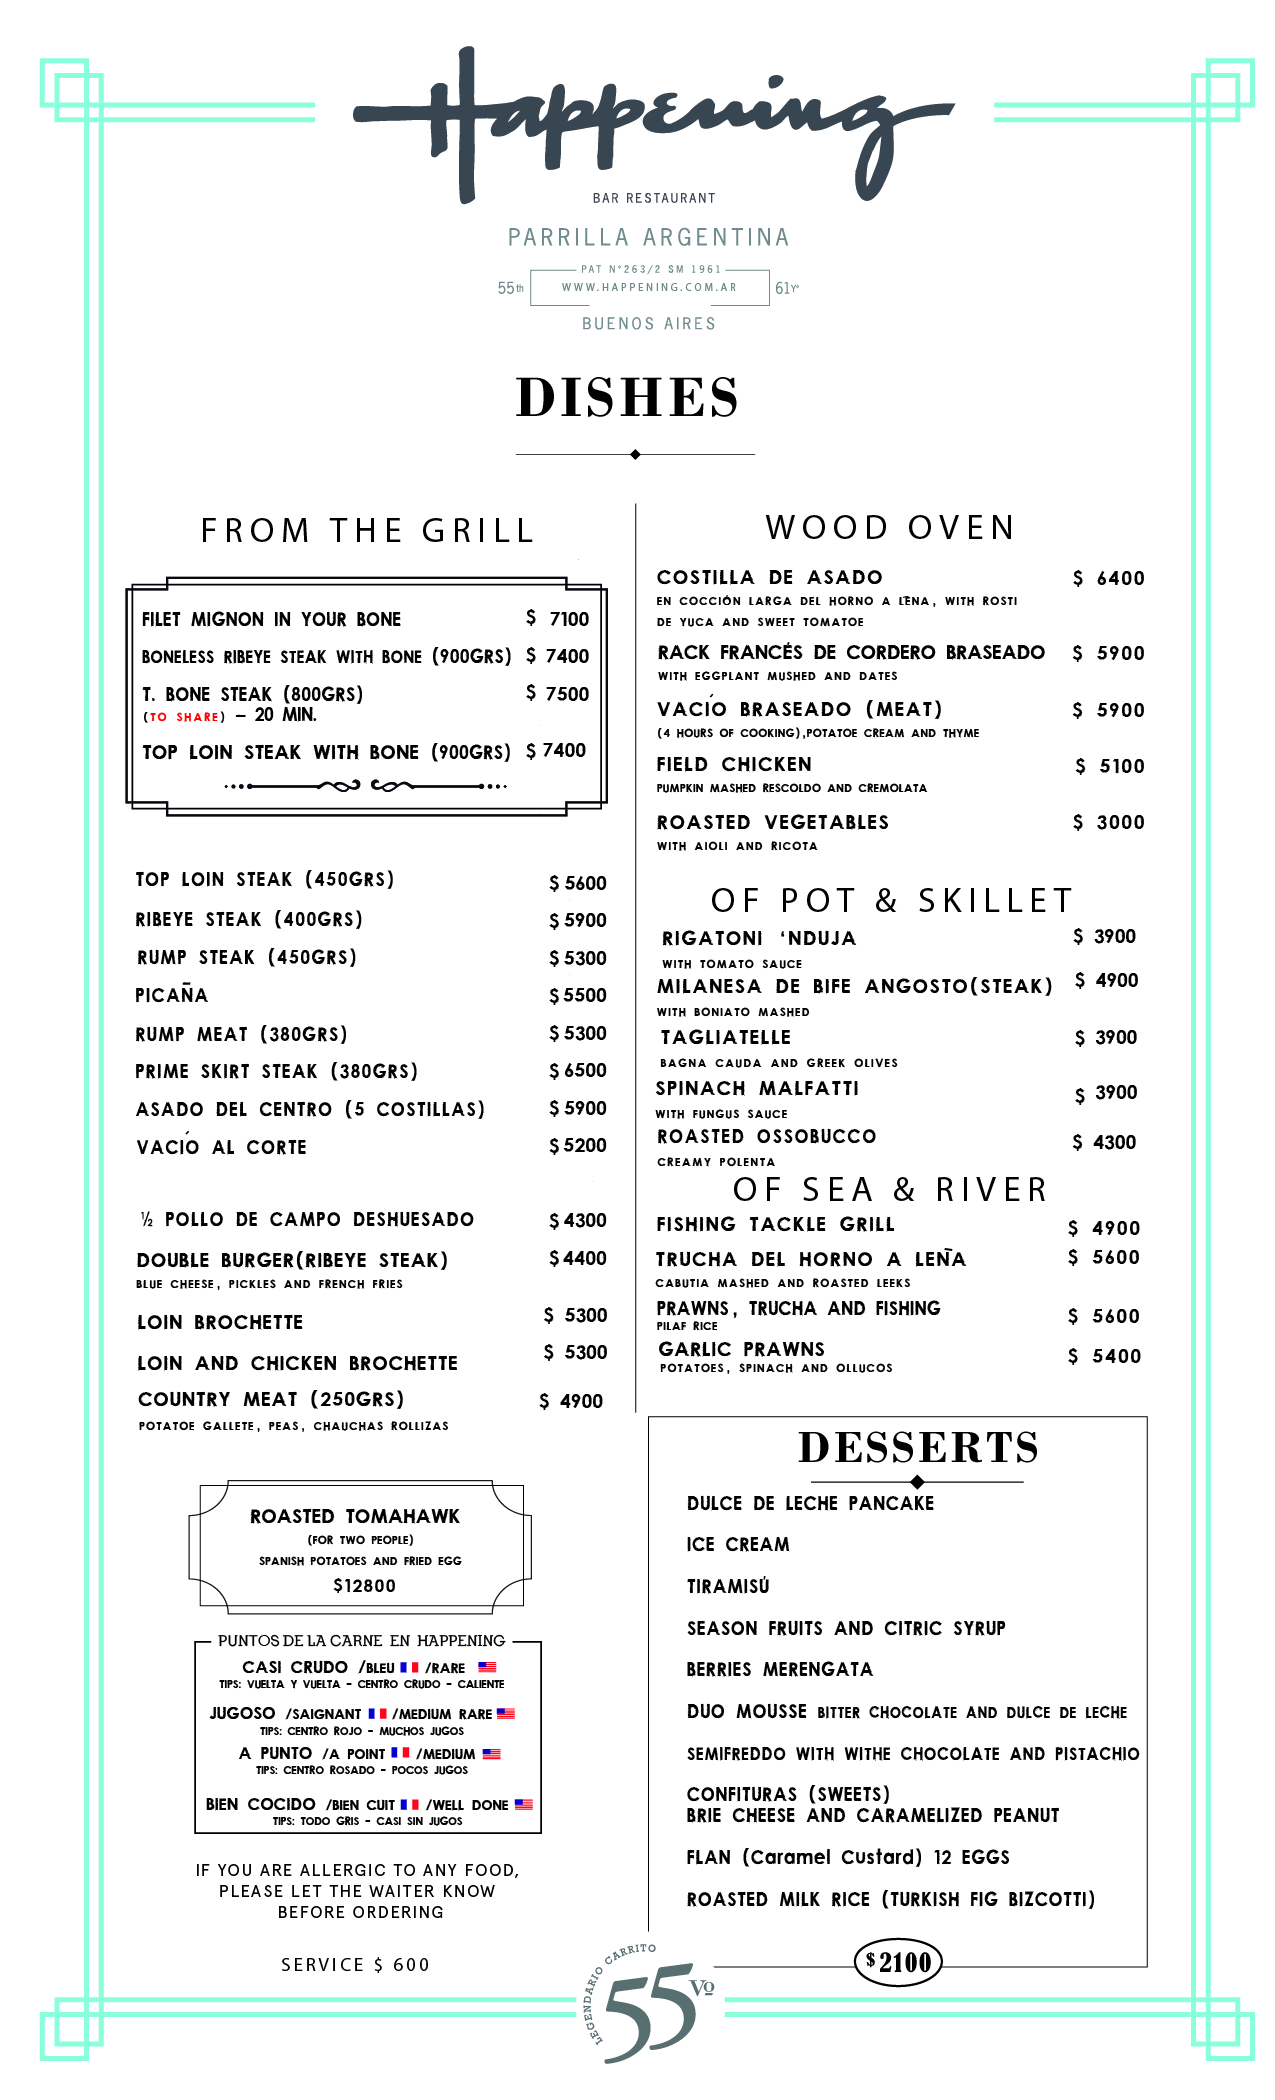 Happening
BAR RESTAURANT
PARRILLA ARGENTINA
PAT N°263/2 SM 1961
55th WWW.HAPPENING.COM.AR 61Yº
BUENOS AIRES
DISHES
FROM THE GRILL
FILET MIGNON IN YOUR BONE $ 7100
BONELESS RIBEYE STEAK WITH BONE (900GRS) $ 7400
T. BONE STEAK (800GRS) $ 7500
(TO SHARE) – 20 MIN.
TOP LOIN STEAK WITH BONE (900GRS) $ 7400
TOP LOIN STEAK (450GRS) $ 5600
RIBEYE STEAK (400GRS) $ 5900
RUMP STEAK (450GRS) $ 5300
PICAÑA $ 5500
RUMP MEAT (380GRS) $ 5300
PRIME SKIRT STEAK (380GRS) $ 6500
ASADO DEL CENTRO (5 COSTILLAS) $ 5900
VACÍO AL CORTE $ 5200
½ POLLO DE CAMPO DESHUESADO $ 4300
DOUBLE BURGER(RIBEYE STEAK) $ 4400
BLUE CHEESE, PICKLES AND FRENCH FRIES
LOIN BROCHETTE $ 5300
LOIN AND CHICKEN BROCHETTE $ 5300
COUNTRY MEAT (250GRS) $ 4900
POTATOE GALLETE, PEAS, CHAUCHAS ROLLIZAS
ROASTED TOMAHAWK
(FOR TWO PEOPLE)
SPANISH POTATOES AND FRIED EGG
$12800
PUNTOS DE LA CARNE EN HAPPENING
CASI CRUDO /BLEU /RARE
TIPS: VUELTA Y VUELTA – CENTRO CRUDO – CALIENTE
JUGOSO /SAIGNANT /MEDIUM RARE
TIPS: CENTRO ROJO – MUCHOS JUGOS
A PUNTO /A POINT /MEDIUM
TIPS: CENTRO ROSADO – POCOS JUGOS
BIEN COCIDO /BIEN CUIT /WELL DONE
TIPS: TODO GRIS – CASI SIN JUGOS
IF YOU ARE ALLERGIC TO ANY FOOD,
PLEASE LET THE WAITER KNOW
BEFORE ORDERING
SERVICE $ 600
WOOD OVEN
COSTILLA DE ASADO $ 6400
EN COCCIÓN LARGA DEL HORNO A LEÑA, WITH ROSTI
DE YUCA AND SWEET TOMATOE
RACK FRANCÉS DE CORDERO BRASEADO $ 5900
WITH EGGPLANT MUSHED AND DATES
VACÍO BRASEADO (MEAT) $ 5900
(4 HOURS OF COOKING),POTATOE CREAM AND THYME
FIELD CHICKEN $ 5100
PUMPKIN MASHED RESCOLDO AND CREMOLATA
ROASTED VEGETABLES $ 3000
WITH AIOLI AND RICOTA
OF POT & SKILLET
RIGATONI ‘NDUJA $ 3900
WITH TOMATO SAUCE
MILANESA DE BIFE ANGOSTO(STEAK) $ 4900
WITH BONIATO MASHED
TAGLIATELLE $ 3900
BAGNA CAUDA AND GREEK OLIVES
SPINACH MALFATTI $ 3900
WITH FUNGUS SAUCE
ROASTED OSSOBUCCO $ 4300
CREAMY POLENTA
OF SEA & RIVER
FISHING TACKLE GRILL $ 4900
TRUCHA DEL HORNO A LEÑA $ 5600
CABUTIA MASHED AND ROASTED LEEKS
PRAWNS, TRUCHA AND FISHING $ 5600
PILAF RICE
GARLIC PRAWNS $ 5400
POTATOES, SPINACH AND OLLUCOS
DESSERTS
DULCE DE LECHE PANCAKE
ICE CREAM
TIRAMISÚ
SEASON FRUITS AND CITRIC SYRUP
BERRIES MERENGATA
DUO MOUSSE BITTER CHOCOLATE AND DULCE DE LECHE
SEMIFREDDO WITH WITHE CHOCOLATE AND PISTACHIO
CONFITURAS (SWEETS)
BRIE CHEESE AND CARAMELIZED PEANUT
FLAN (Caramel Custard) 12 EGGS
ROASTED MILK RICE (TURKISH FIG BIZCOTTI)
$ 2100
LEGENDARIO CARRITO
55 Vº